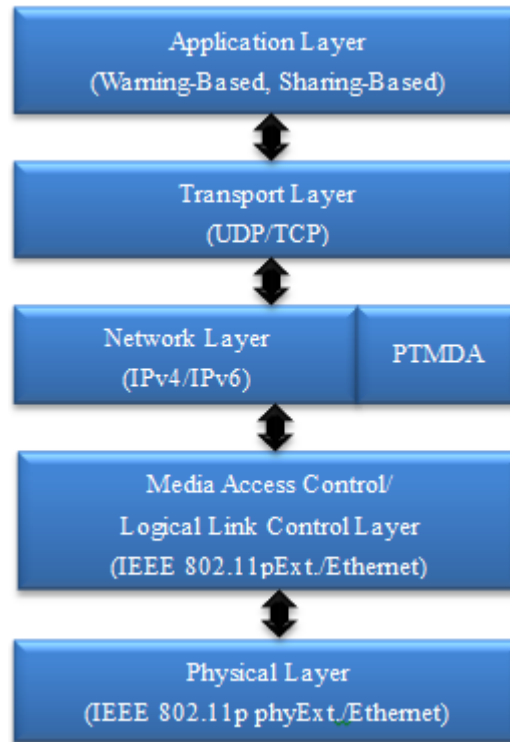 Application Layer
(Warning-Based, Sharing-Based)
Transport Layer
(UDP/TCP)
Network Layer
(IPv4/IPv6)
PTMDA
Media Access Control/
Logical Link Control Layer
(IEEE 802.11pExt./Ethernet)
Physical Layer
(IEEE 802.11p phyExt./Ethernet)